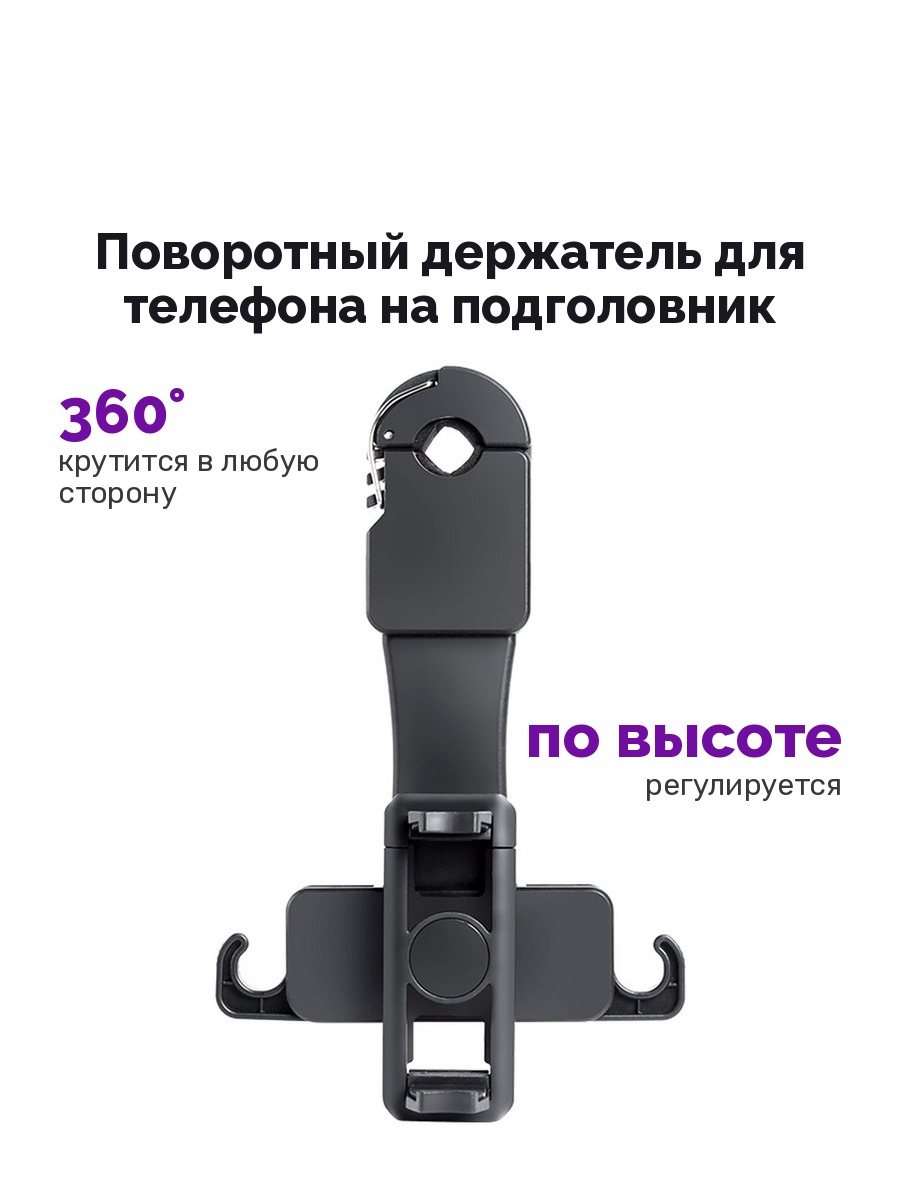 Поворотный держатель для
телефона на подголовник
360°
крутится в любую
сторону
по высоте
регулируется